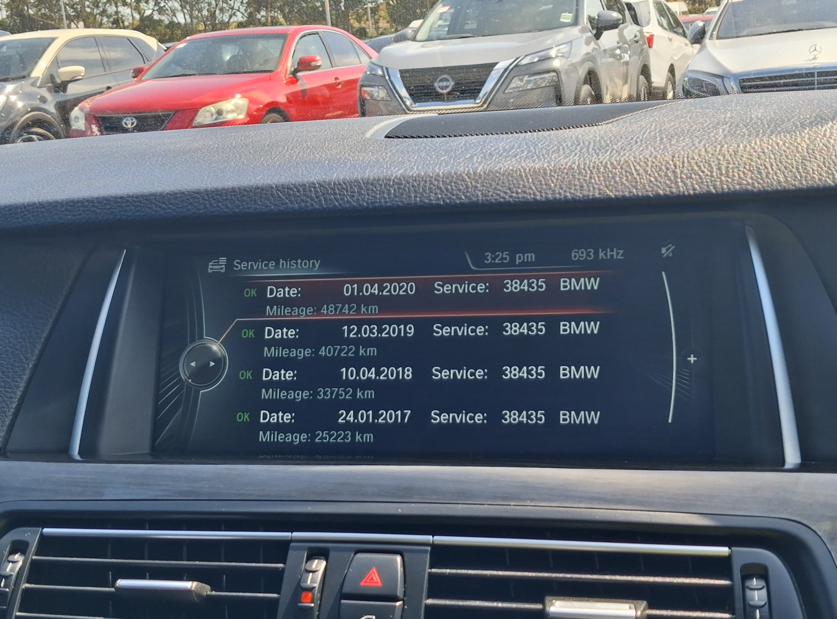 Service history 3:25 pm 693 kHz
OK Date: 01.04.2020 Service: 38435 BMW
Mileage: 48742 km
OK Date: 12.03.2019 Service: 38435 BMW
Mileage: 40722 km
OK Date: 10.04.2018 Service: 38435 BMW
Mileage: 33752 km
OK Date: 24.01.2017 Service: 38435 BMW
Mileage: 25223 km